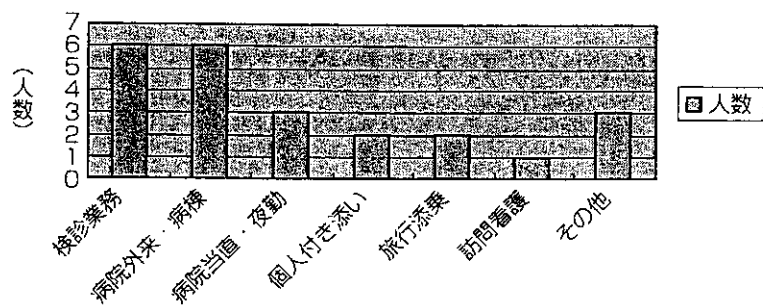 7
6
5
4
3
2
1
0
(人数)
検診業務
病院外来・病棟
病院当直・夜勤
個人付き添い
旅行添乗
訪問看護
その他
人数